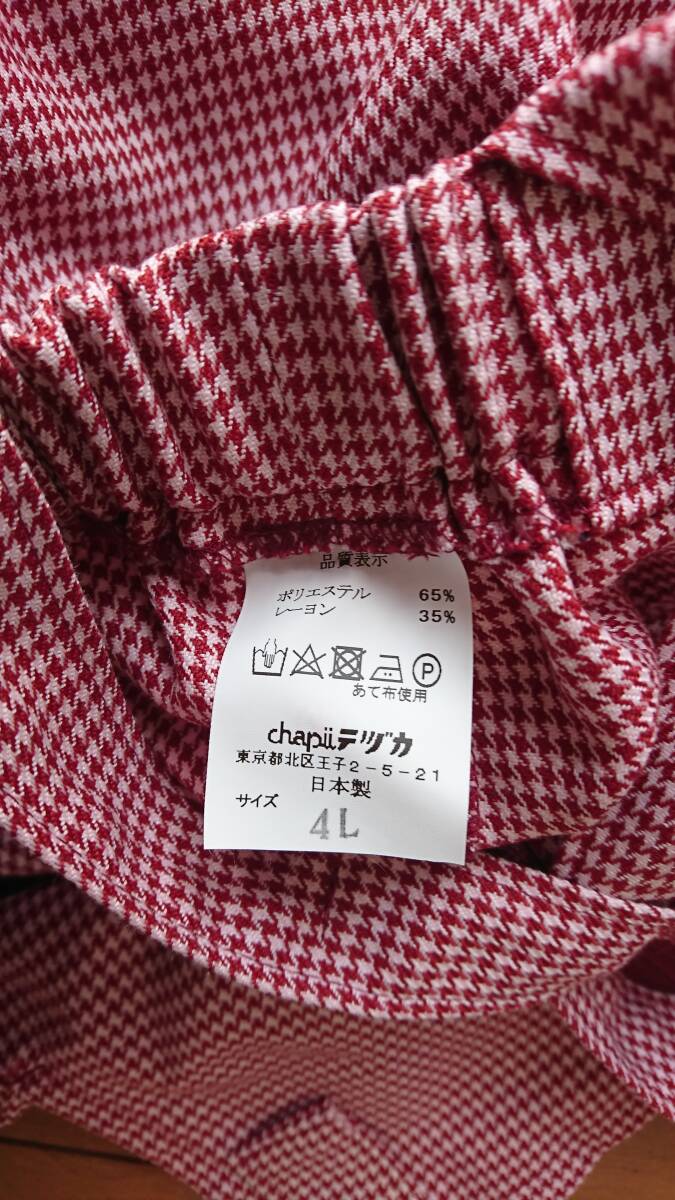 品質表示
ポリエステル 65%
レーヨン 35%
P
あて布使用
chapiiテヅカ
東京都北区王子2-5-21
日本製
サイズ
4L